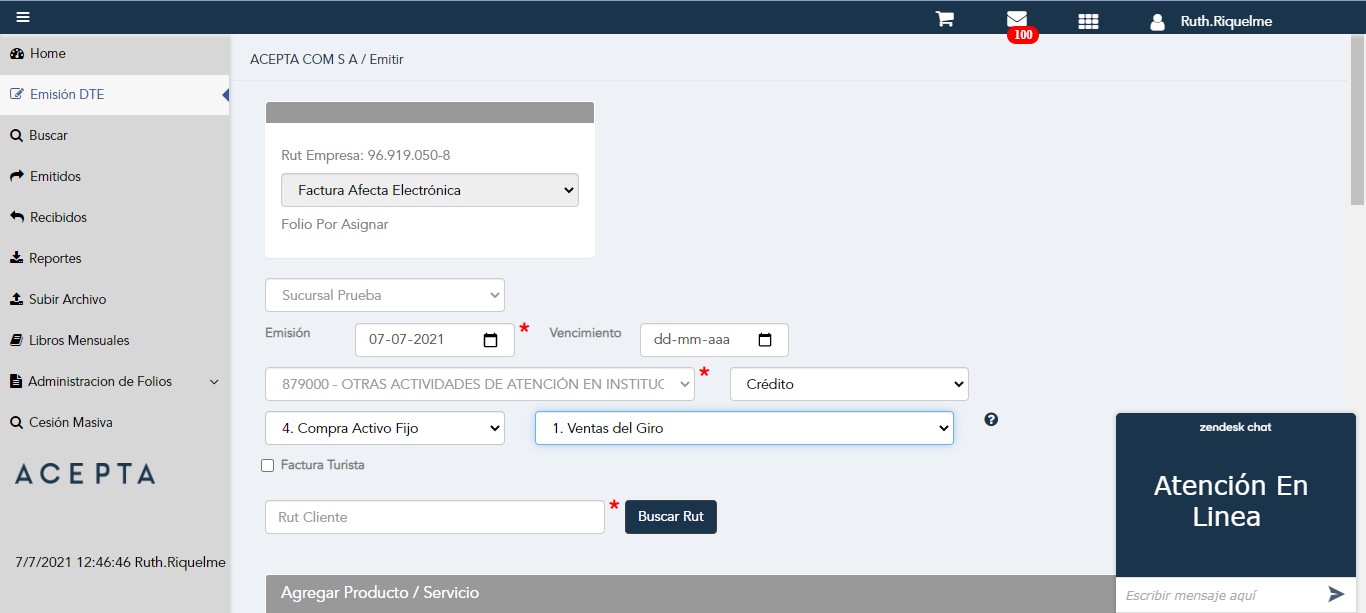 100
Ruth.Riquelme
Home
Emisión DTE
Buscar
Emitidos
Recibidos
Reportes
Subir Archivo
Libros Mensuales
Administracion de Folios
Cesión Masiva
ACEPTA
7/7/2021 12:46:46 Ruth.Riquelme
ACEPTA COM S A / Emitir
Rut Empresa: 96.919.050-8
Factura Afecta Electrónica
Folio Por Asignar
Sucursal Prueba
Emisión 07-07-2021 * Vencimiento dd-mm-aaa
879000 - OTRAS ACTIVIDADES DE ATENCIÓN EN INSTITUC * Crédito
4. Compra Activo Fijo 1. Ventas del Giro ?
Factura Turista
Rut Cliente * Buscar Rut
Agregar Producto / Servicio
zendesk chat
Atención En
Linea
Escribir mensaje aquí